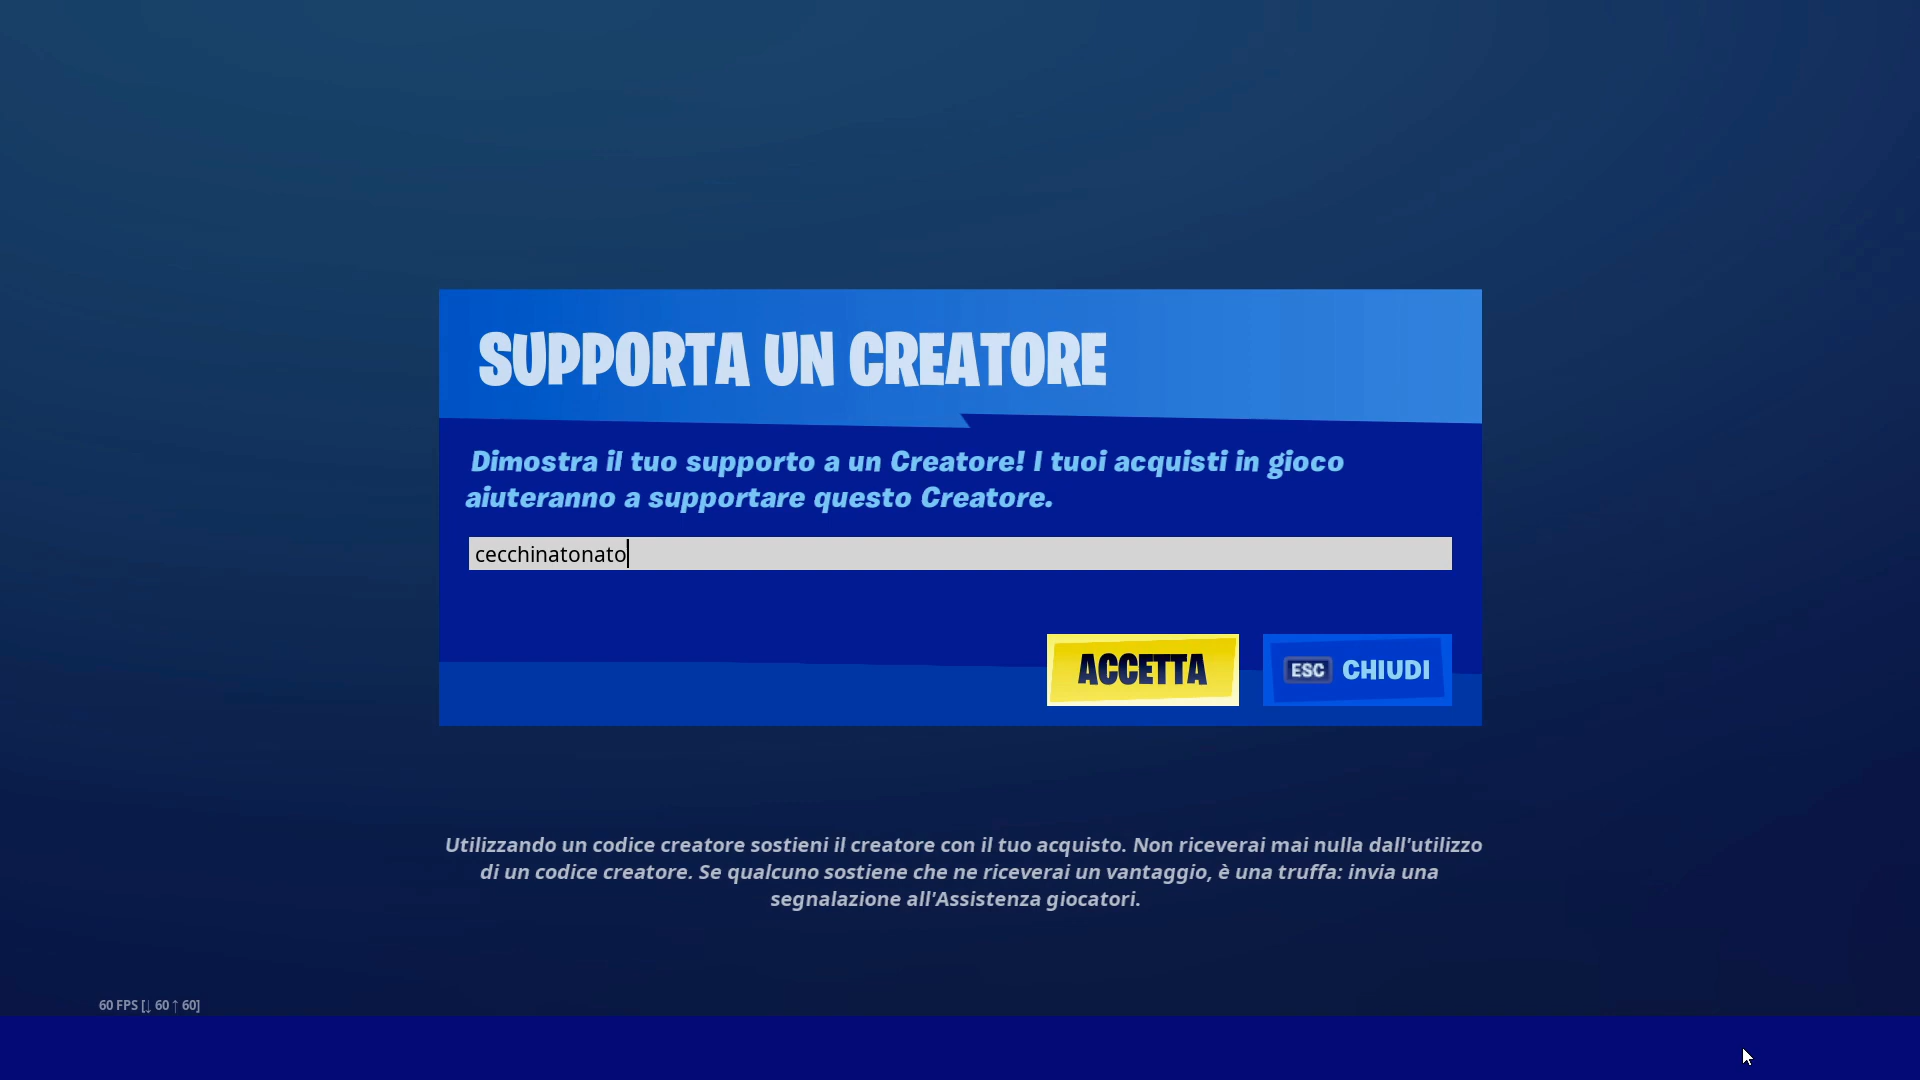 SUPPORTA UN CREATORE
Dimostra il tuo supporto a un Creatore! I tuoi acquisti in gioco
aiuteranno a supportare questo Creatore.
cecchinatonato
ACCETTA
ESC CHIUDI
Utilizzando un codice creatore sostieni il creatore con il tuo acquisto. Non riceverai mai nulla dall'utilizzo
di un codice creatore. Se qualcuno sostiene che ne riceverai un vantaggio, è una truffa: invia una
segnalazione all'Assistenza giocatori.
60 FPS [↓ 60 ↑ 60]